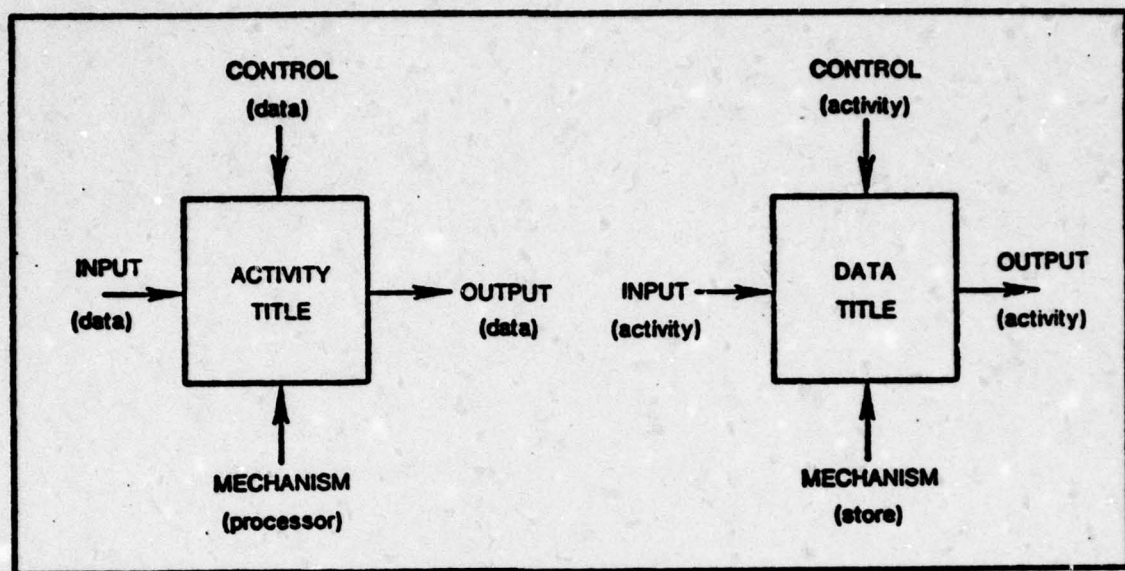 CONTROL
(data)
INPUT
(data)
ACTIVITY
TITLE
OUTPUT
(data)
MECHANISM
(processor)
CONTROL
(activity)
INPUT
(activity)
DATA
TITLE
OUTPUT
(activity)
MECHANISM
(store)